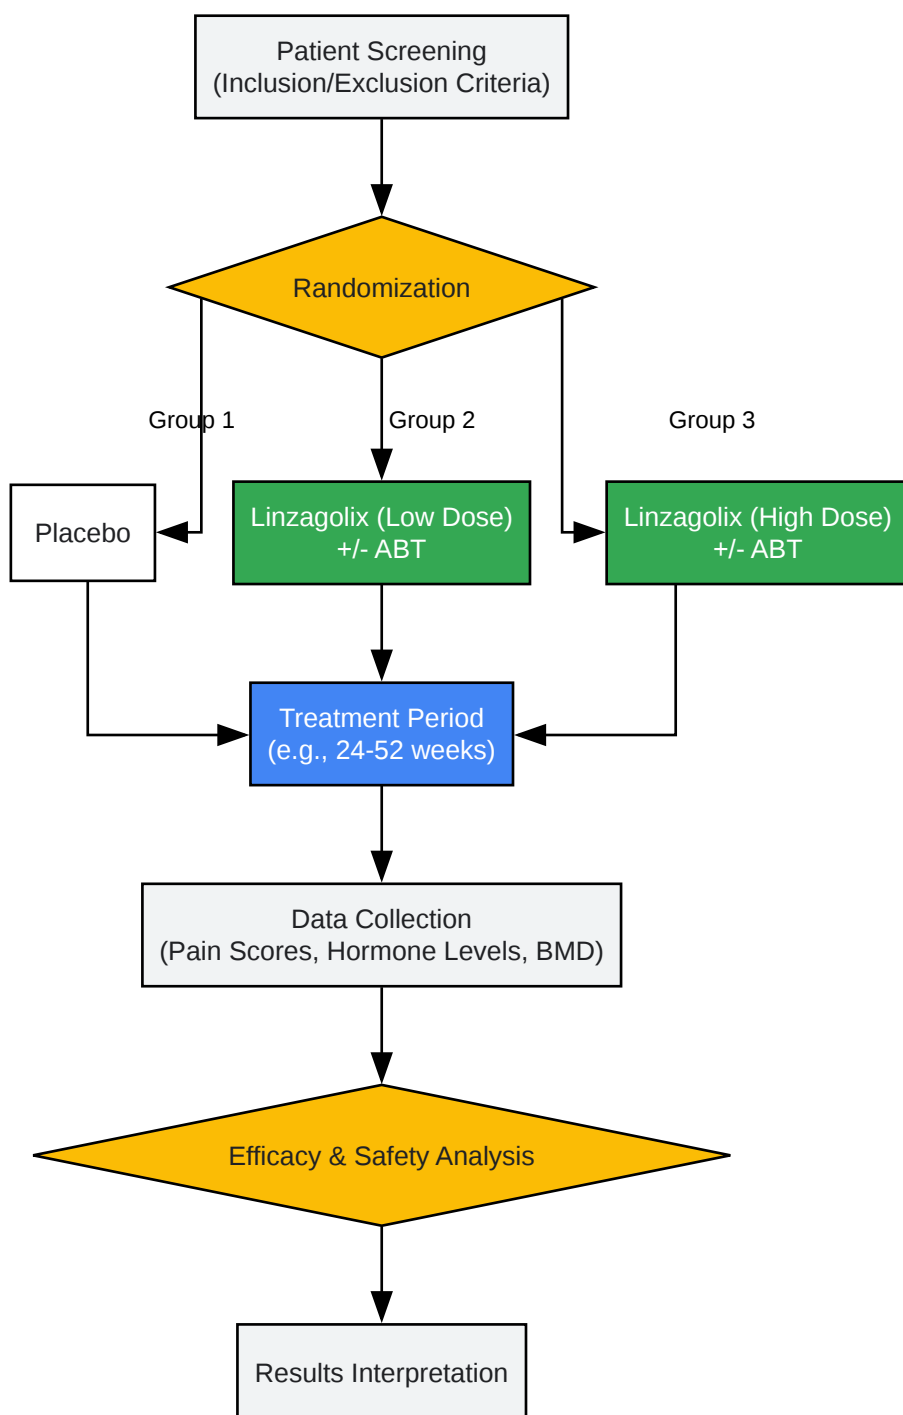 Patient Screening
(Inclusion/Exclusion Criteria)
Randomization
Group 1
Group 2
Group 3
Placebo
Linzagolix (Low Dose)
+/- ABT
Linzagolix (High Dose)
+/- ABT
Treatment Period
(e.g., 24-52 weeks)
Data Collection
(Pain Scores, Hormone Levels, BMD)
Efficacy & Safety Analysis
Results Interpretation